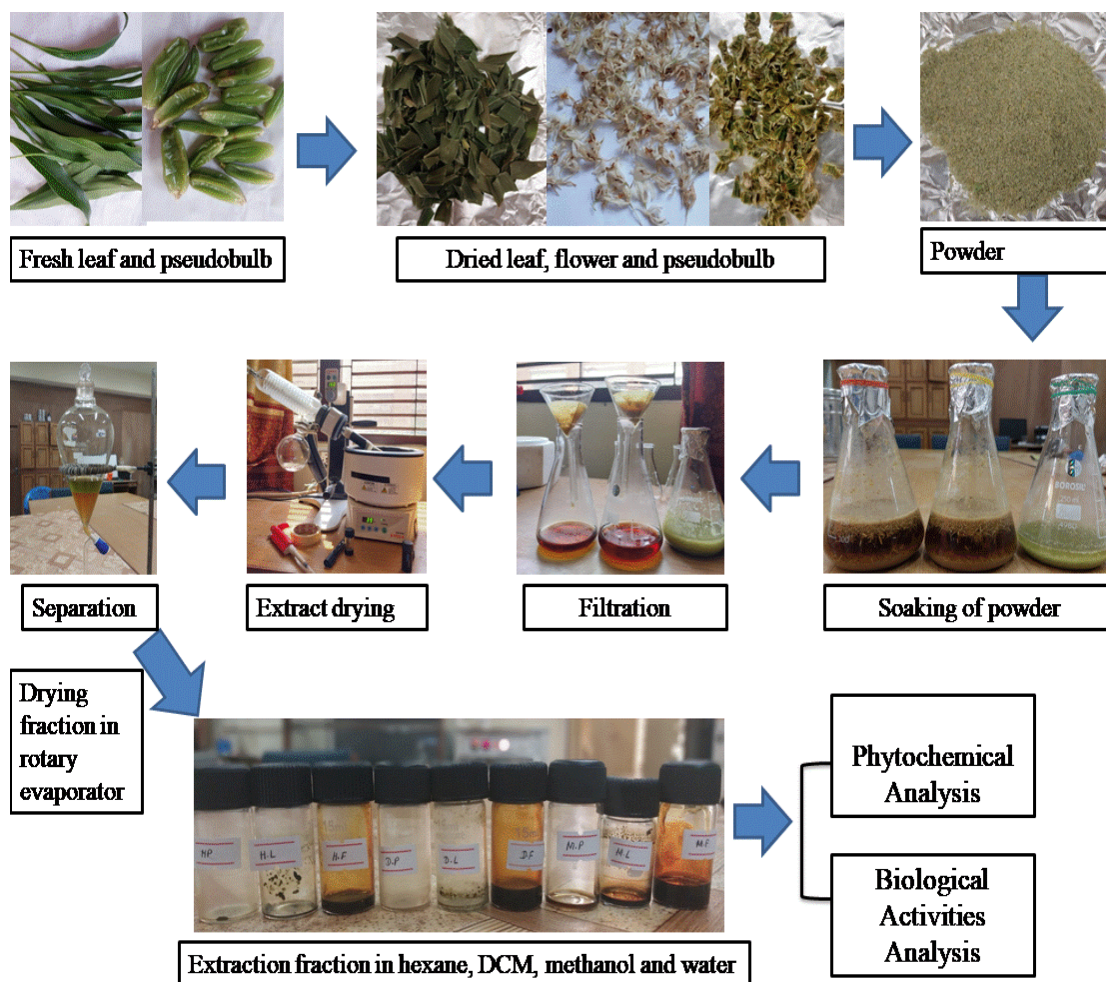 Fresh leaf and pseudobulb
Dried leaf, flower and pseudobulb
Powder
Separation
Extract drying
Filtration
Soaking of powder
BOROSIL
Drying
fraction in
rotary
evaporator
HP
H.L
H.F
D.P
D.L
D.F
M.P
M.L
M.F
Phytochemical
Analysis
Biological
Activities
Analysis
Extraction fraction in hexane, DCM, methanol and water